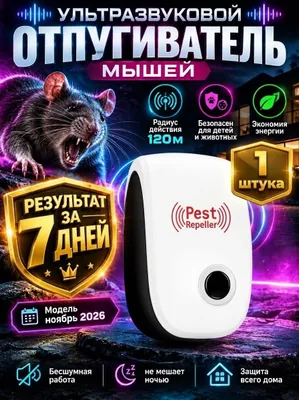 УЛЬТРАЗВУКОВОЙ
ОТПУГИВАТЕЛЬ
МЫШЕЙ
Радиус
действия
120м
Безопасен
для детей
и животных
Экономия
энергии
1
штука
РЕЗУЛЬТАТ
ЗА
7
ДНЕЙ
Pest
Repeller
Модель
ноябрь 2026
Бесшумная
работа
не мешает
ночью
Защита
всего дома